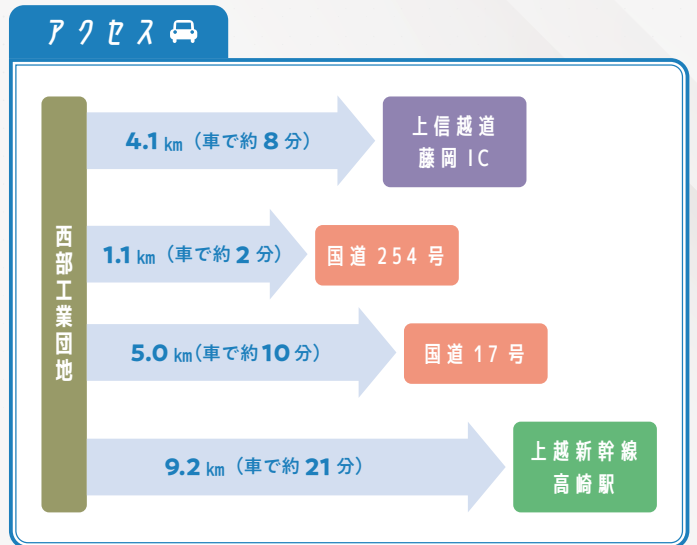 アクセス
西部工業団地
4.1 km（車で約 8 分）
上信越道
藤岡 IC
1.1 km（車で約 2 分）
国道 254 号
5.0 km（車で約 10 分）
国道 17 号
9.2 km（車で約 21 分）
上越新幹線
高崎駅